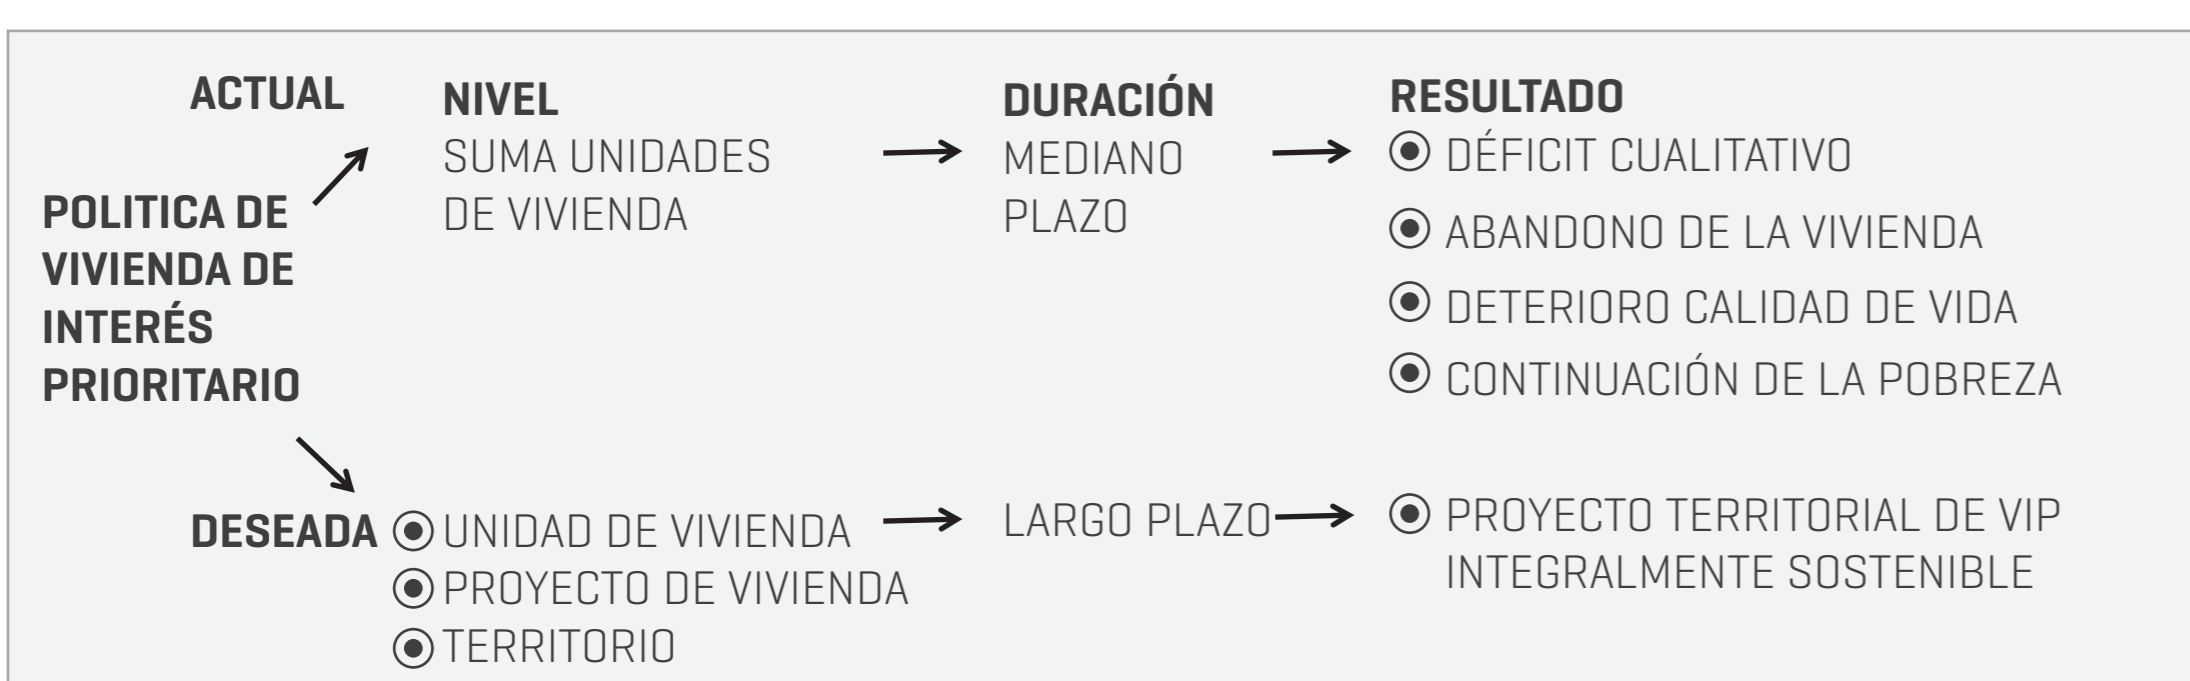 ACTUAL
NIVEL
SUMA UNIDADES
DE VIVIENDA
DURACIÓN
MEDIANO
PLAZO
RESULTADO
DÉFICIT CUALITATIVO
ABANDONO DE LA VIVIENDA
DETERIORO CALIDAD DE VIDA
CONTINUACIÓN DE LA POBREZA
POLITICA DE
VIVIENDA DE
INTERÉS
PRIORITARIO
DESEADA
UNIDAD DE VIVIENDA
PROYECTO DE VIVIENDA
TERRITORIO
LARGO PLAZO
PROYECTO TERRITORIAL DE VIP
INTEGRALMENTE SOSTENIBLE